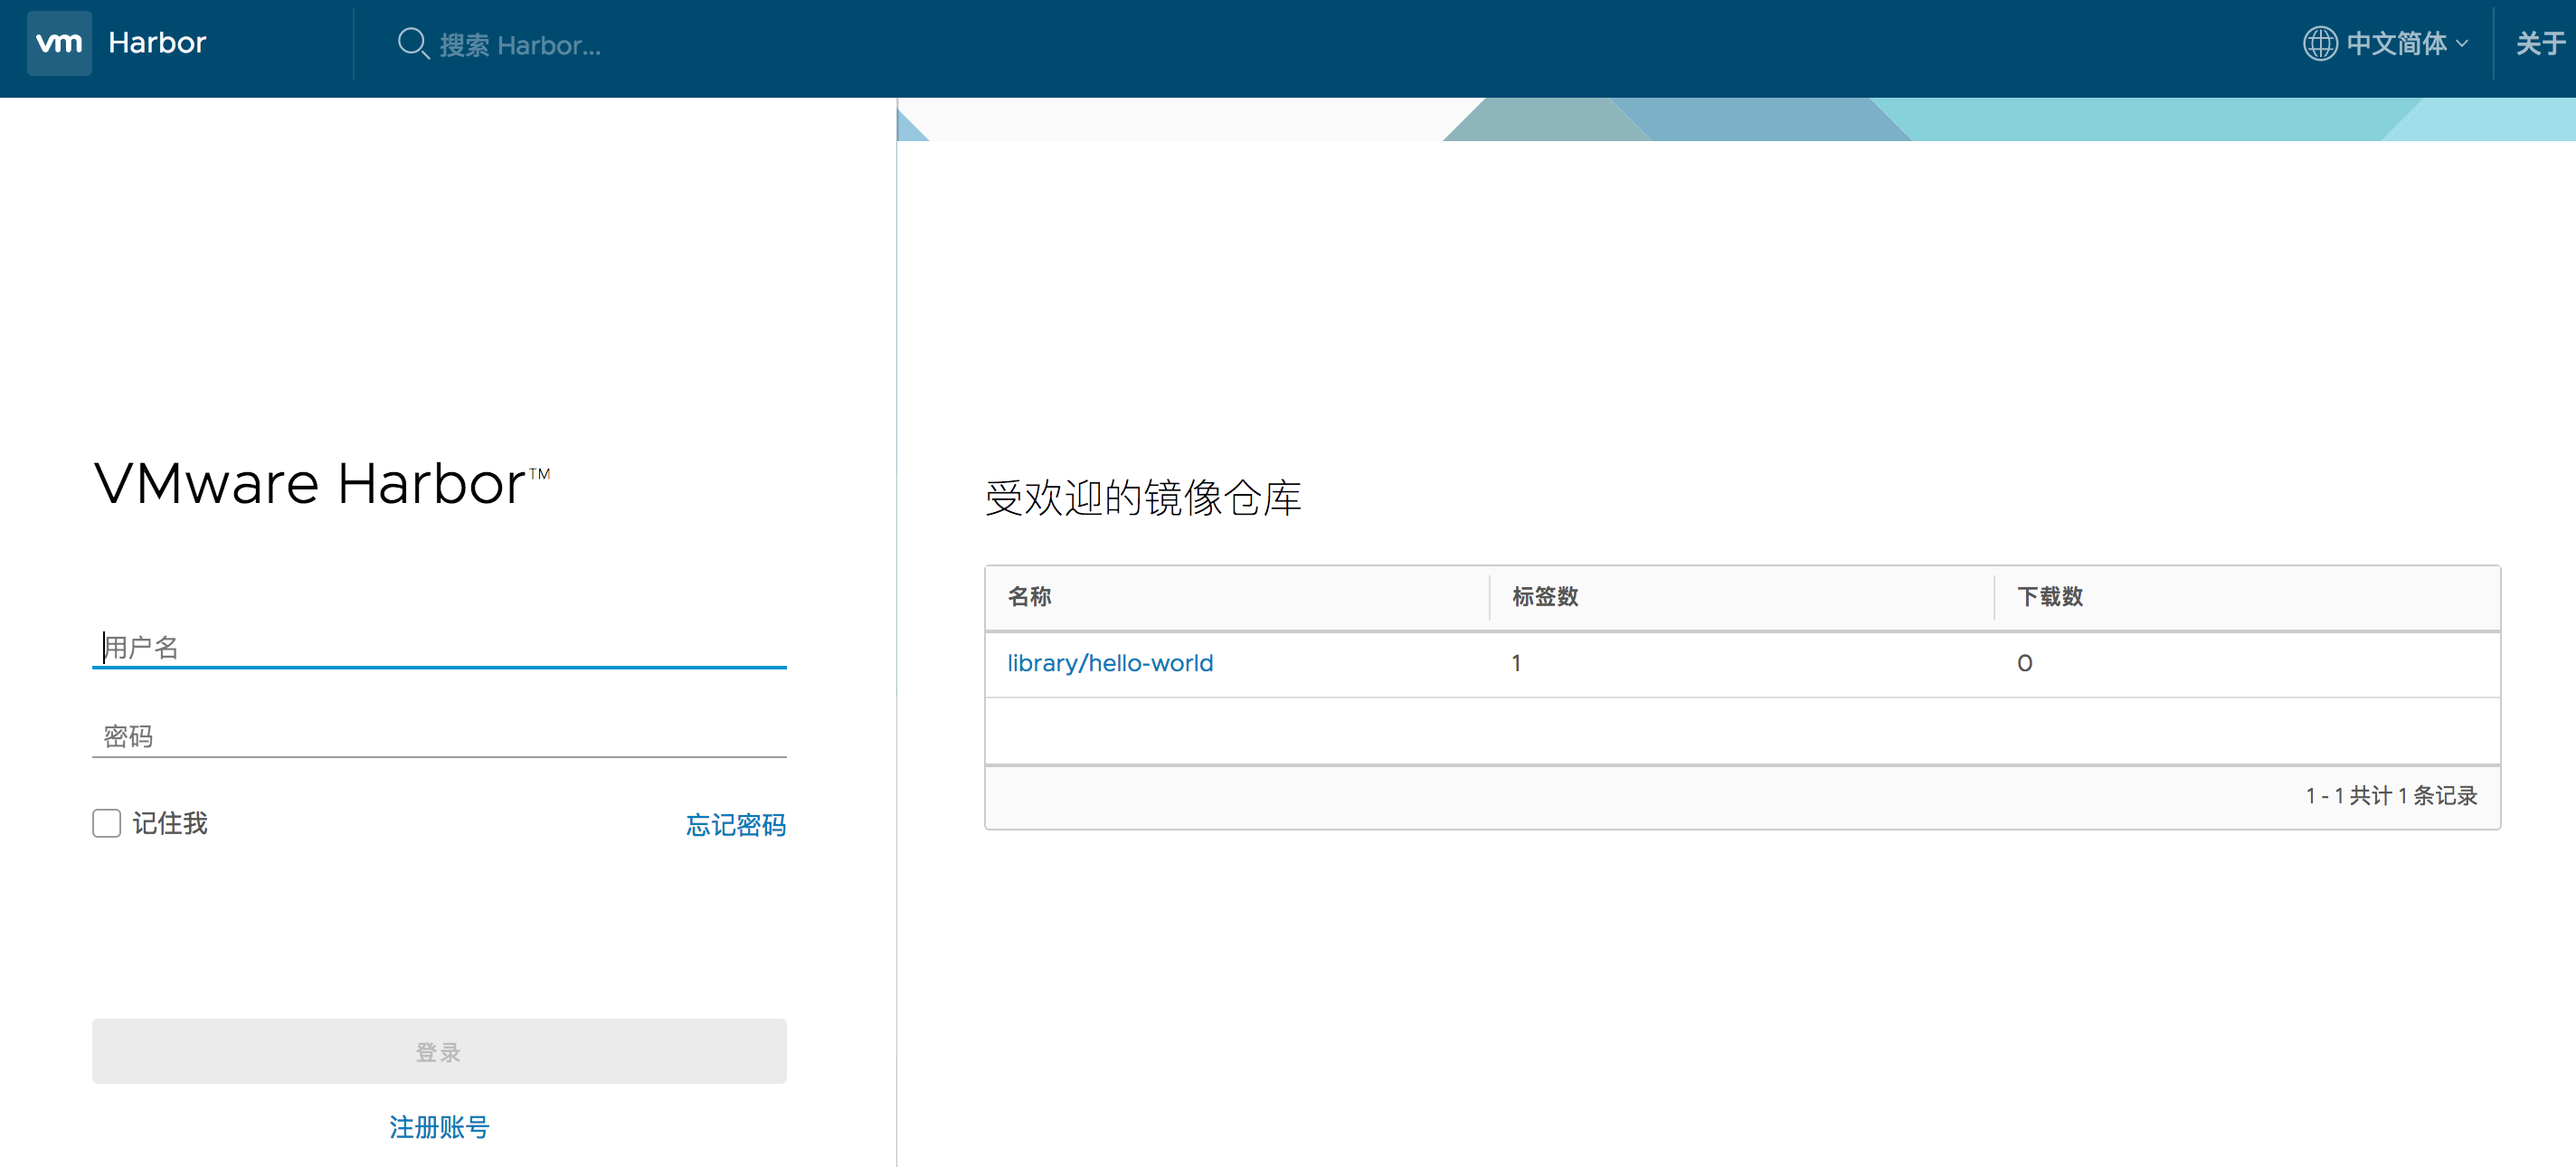 vm Harbor
搜索 Harbor...
中文简体
关于
VMware Harbor™
用户名
密码
记住我
忘记密码
登录
注册账号
受欢迎的镜像仓库
名称 标签数 下载数
library/hello-world 1 0
1 - 1 共计 1 条记录